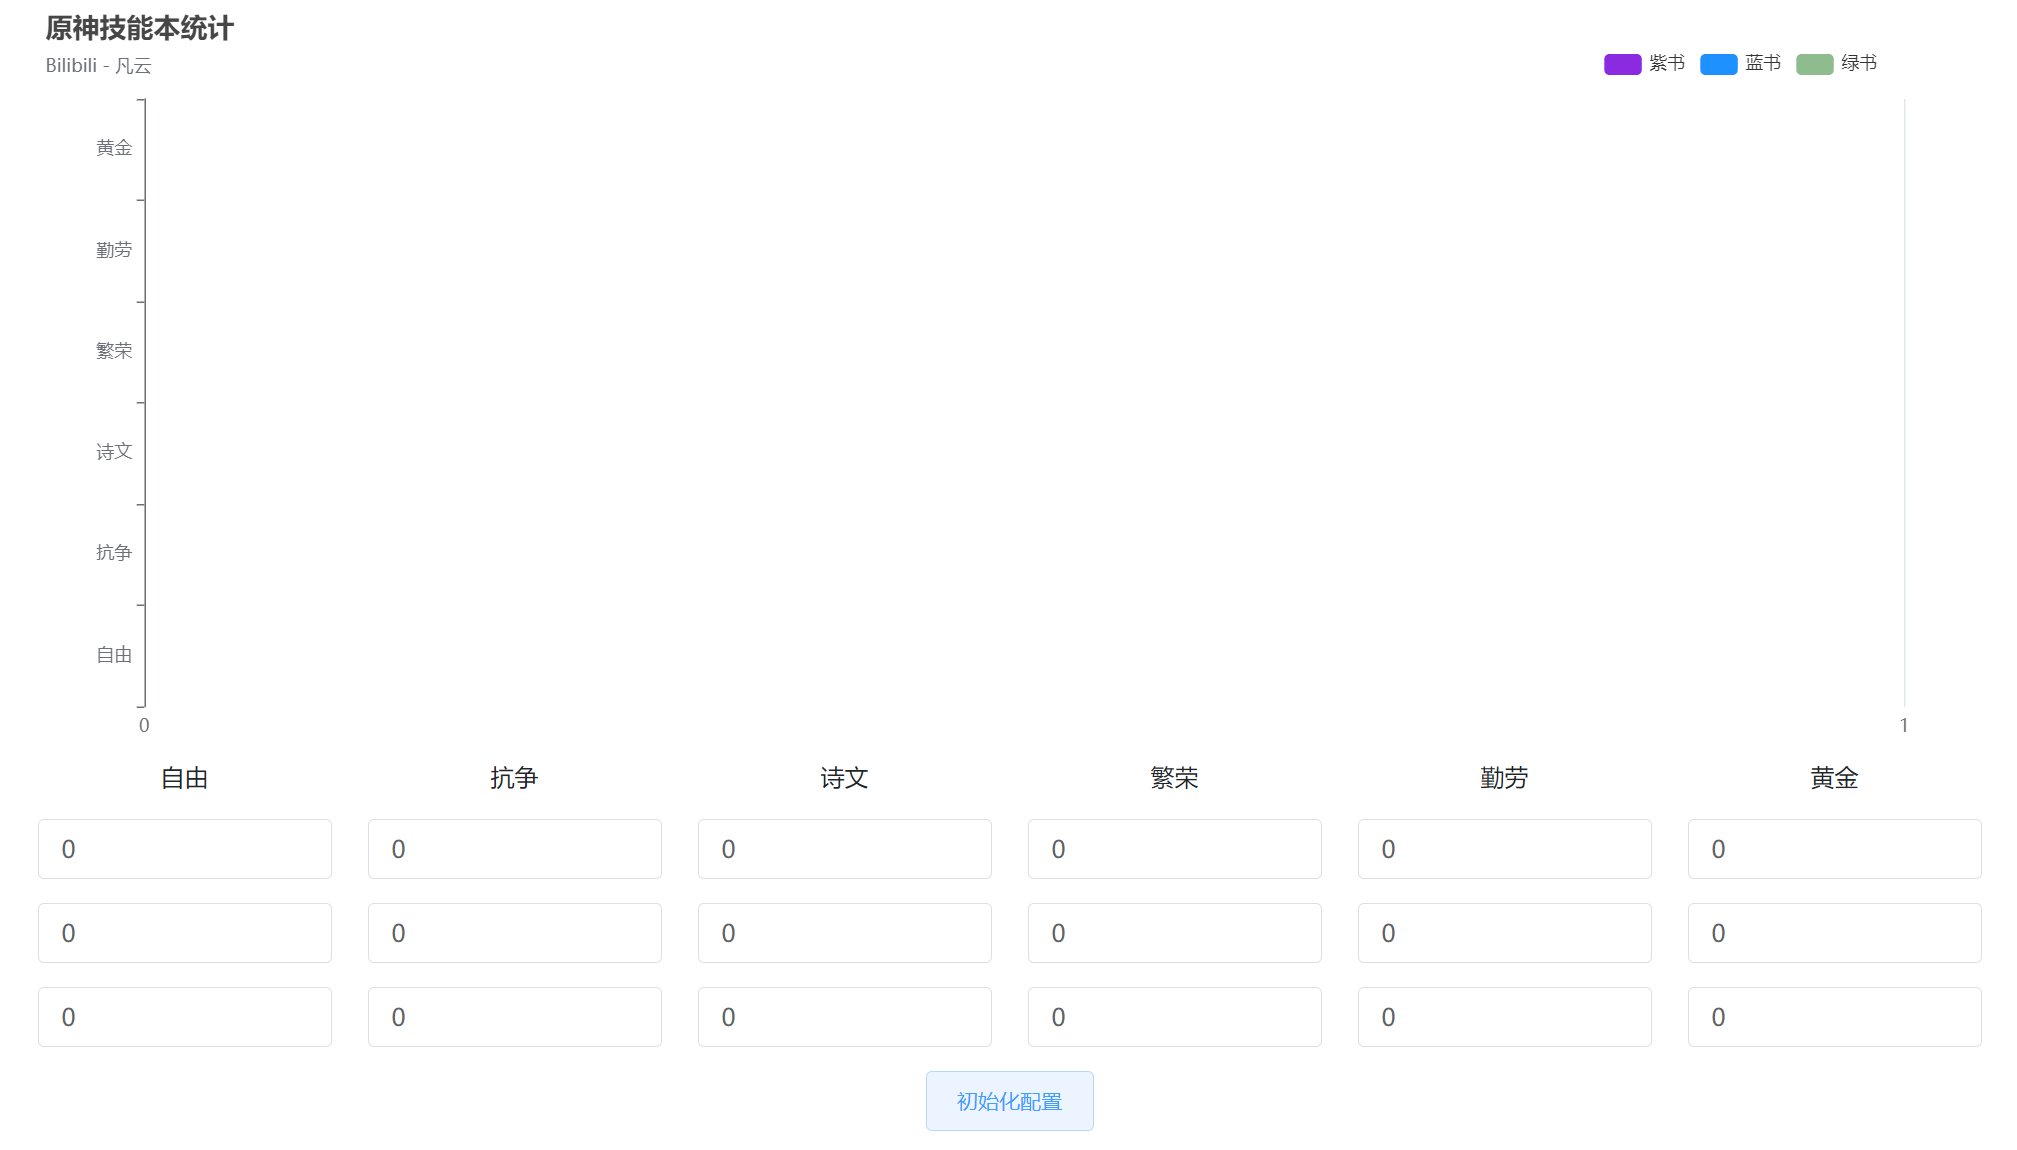 原神技能本统计
Bilibili - 凡云
紫书 蓝书 绿书
黄金
勤劳
繁荣
诗文
抗争
自由
0 1
自由 抗争 诗文 繁荣 勤劳 黄金
0 0 0 0 0 0
0 0 0 0 0 0
0 0 0 0 0 0
初始化配置